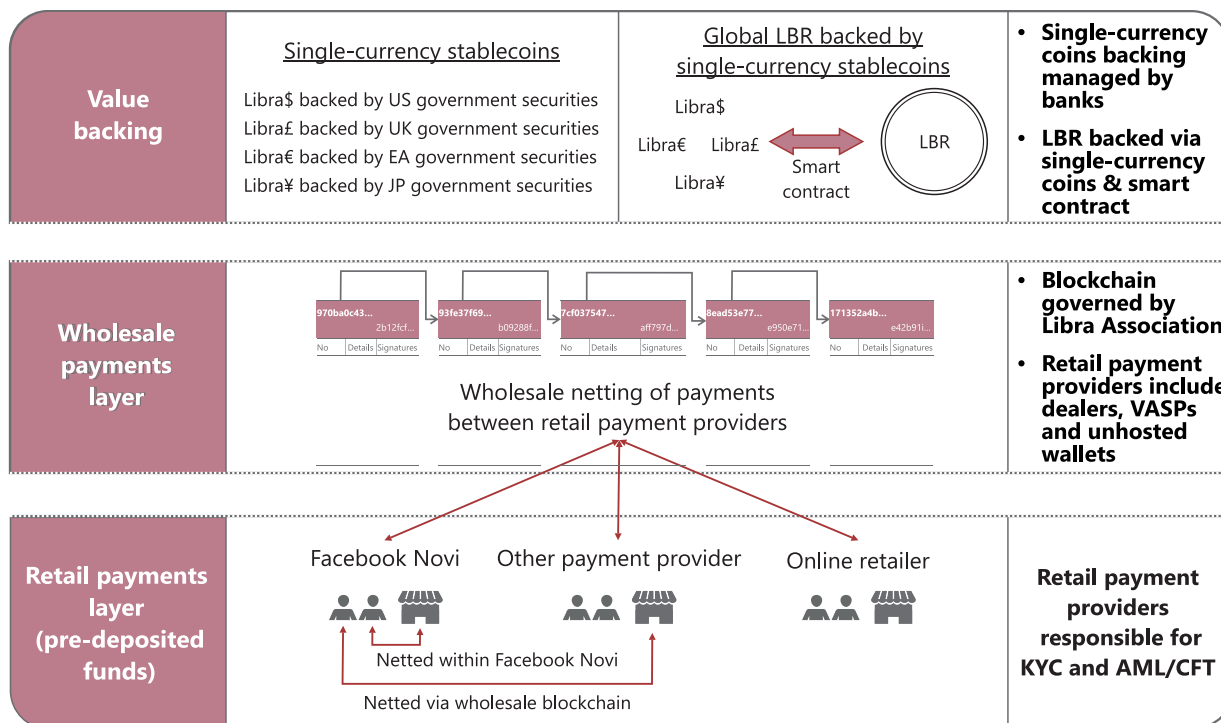 Value
backing
Single-currency stablecoins
Libra$ backed by US government securities
Libra£ backed by UK government securities
Libra€ backed by EA government securities
Libra¥ backed by JP government securities
Global LBR backed by
single-currency stablecoins
Libra$
Libra€ Libra£
Libra¥
Smart
contract
LBR
• Single-currency
coins backing
managed by
banks
• LBR backed via
single-currency
coins & smart
contract
Wholesale
payments
layer
970ba0c43... 93fe37f69... 7cf037547... 8ead53e77... 171352a4b...
2b12fcf... b09288f... aff797d... e950e71... e42b91i...
No Details Signatures No Details Signatures No Details Signatures No Details Signatures No Details Signatures
Wholesale netting of payments
between retail payment providers
• Blockchain
governed by
Libra Association
• Retail payment
providers include
dealers, VASPs
and unhosted
wallets
Retail payments
layer
(pre-deposited
funds)
Facebook Novi Other payment provider Online retailer
Netted within Facebook Novi
Netted via wholesale blockchain
Retail payment
providers
responsible for
KYC and AML/CFT